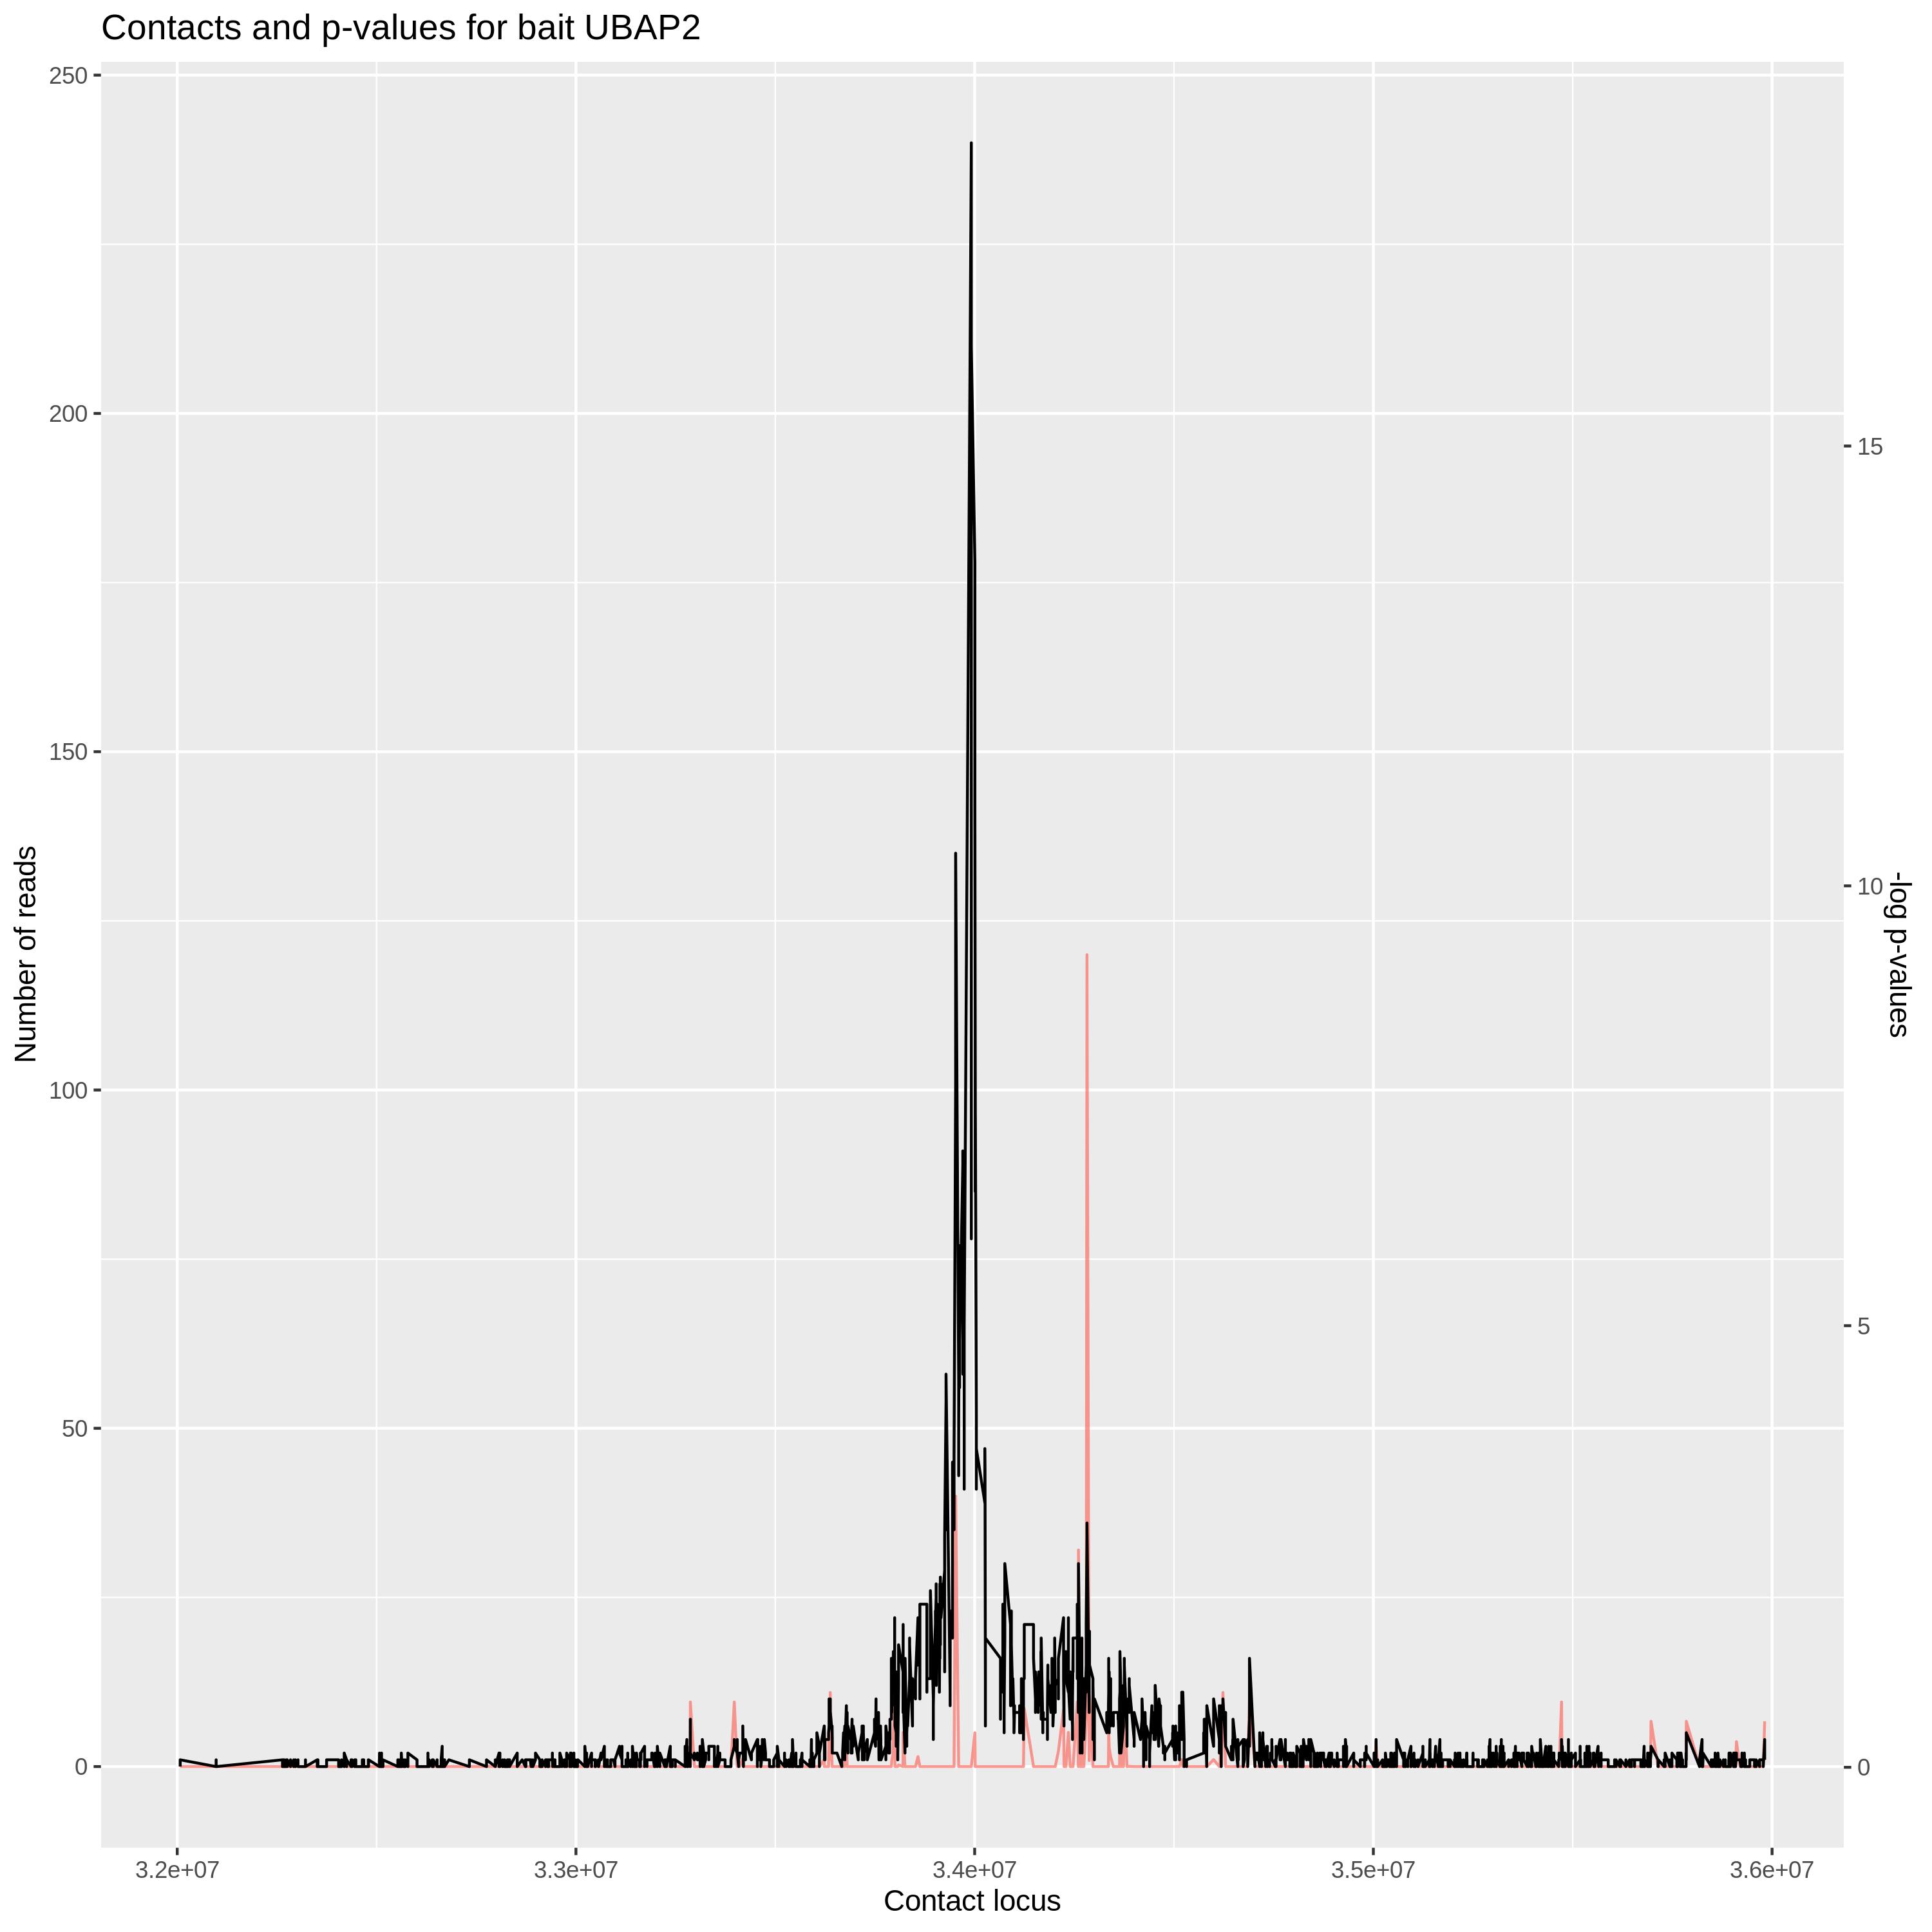 Contacts and p-values for bait UBAP2
250
200
150
100
50
0
Number of reads
15
10
5
0
-log p-values
3.2e+07
3.3e+07
3.4e+07
3.5e+07
3.6e+07
Contact locus